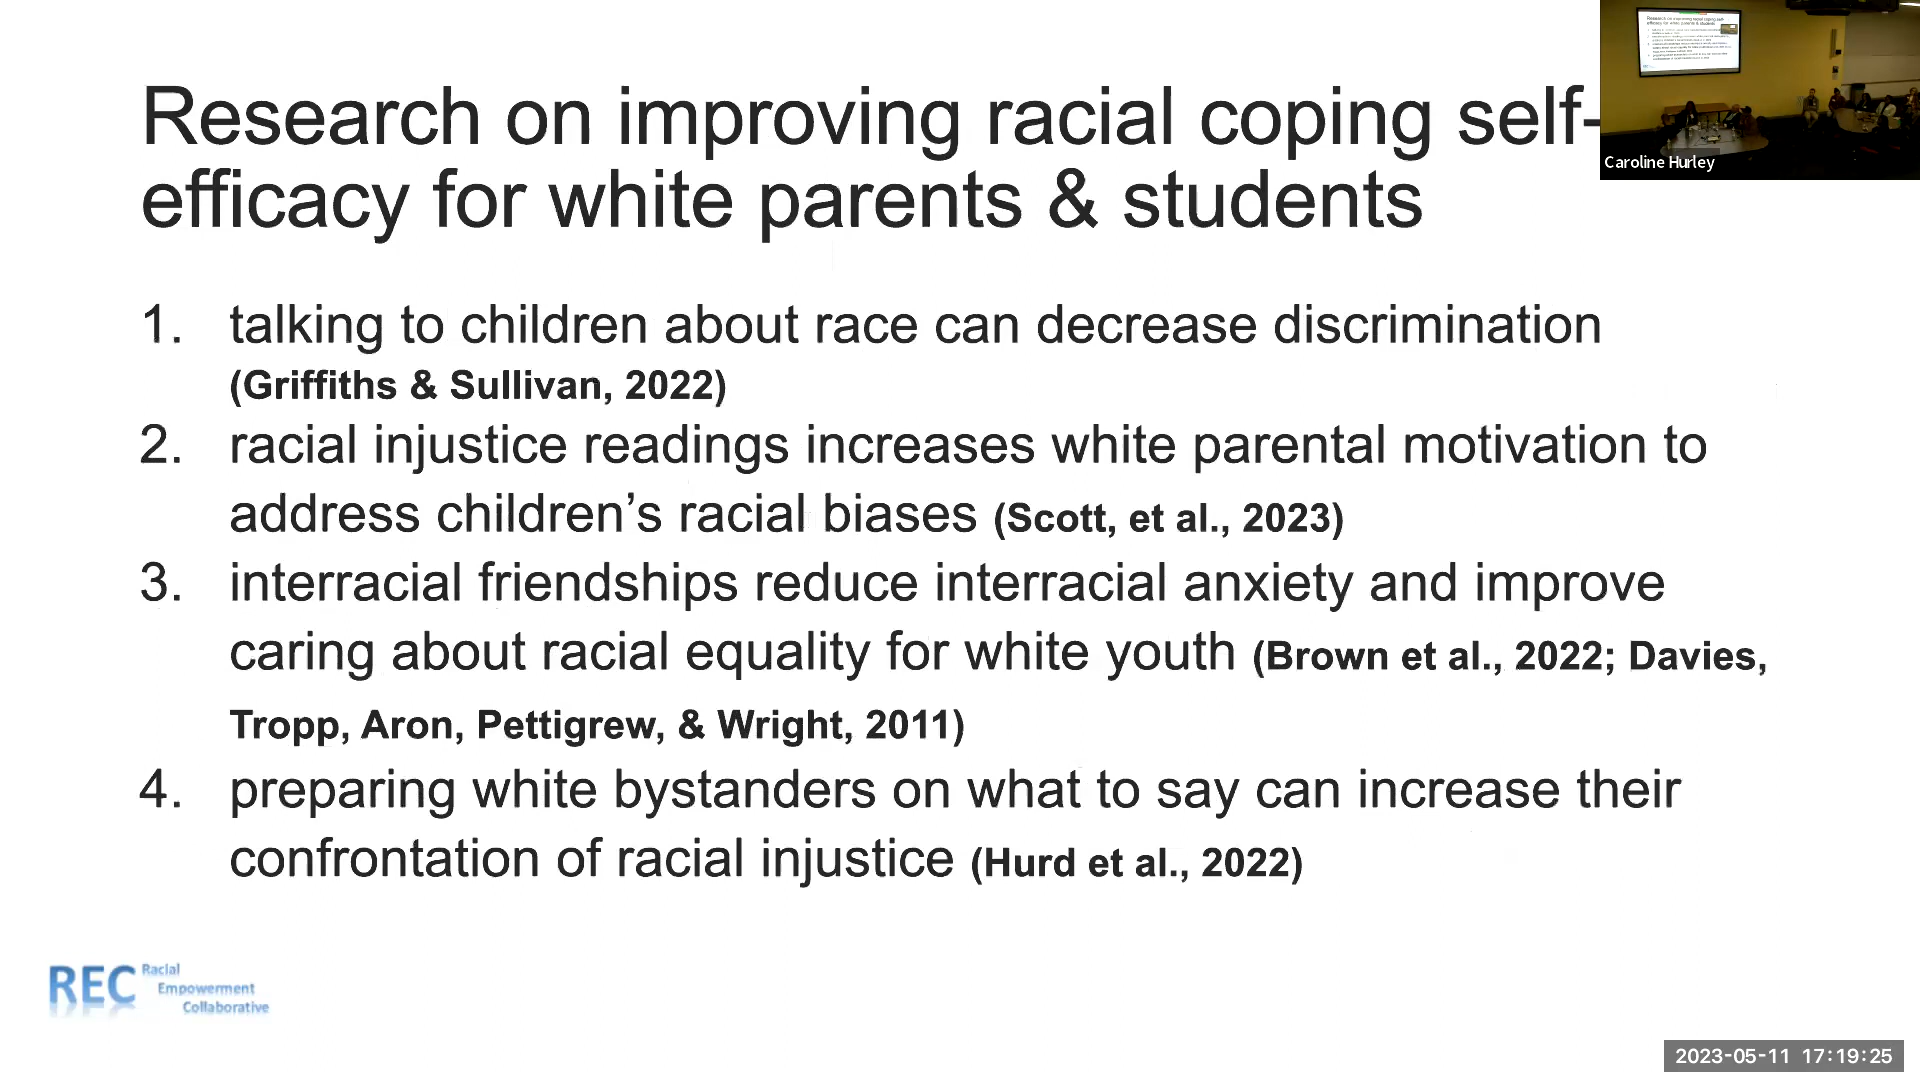 Research on improving racial coping self-
efficacy for white parents & students
Caroline Hurley
1. talking to children about race can decrease discrimination
(Griffiths & Sullivan, 2022)
2. racial injustice readings increases white parental motivation to
address children’s racial biases (Scott, et al., 2023)
3. interracial friendships reduce interracial anxiety and improve
caring about racial equality for white youth (Brown et al., 2022; Davies,
Tropp, Aron, Pettigrew, & Wright, 2011)
4. preparing white bystanders on what to say can increase their
confrontation of racial injustice (Hurd et al., 2022)
REC Racial
Empowerment
Collaborative
2023-05-11 17:19:25